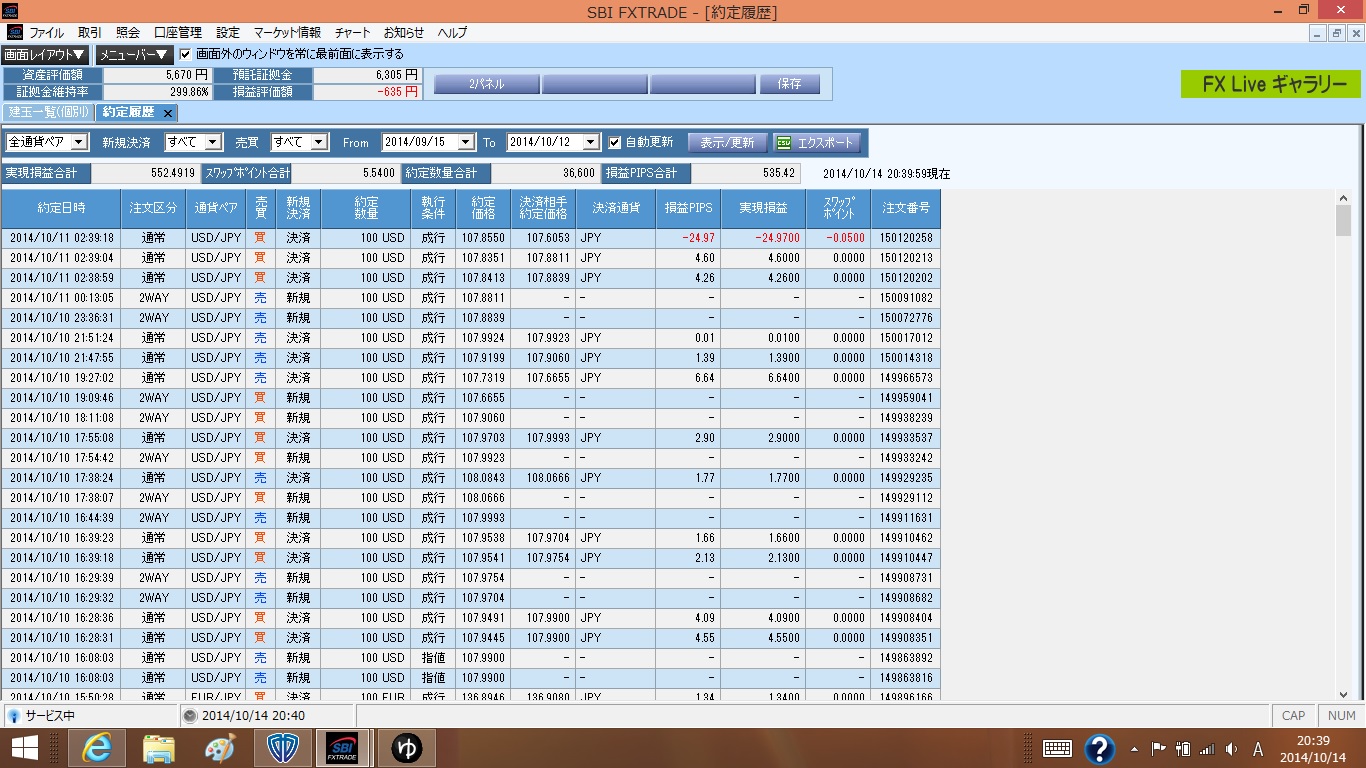 SBI FXTRADE - [約定履歴]
ファイル 取引 照会 口座管理 設定 マーケット情報 チャート お知らせ ヘルプ
画面レイアウト▼ メニューバー▼ 画面外のウィンドウを常に最前面に表示する
資産評価額 5,670 円 預託証拠金 6,305 円
証拠金維持率 299.86% 損益評価額 -635 円
2パネル 保存
FX Live ギャラリー
建玉一覧(個別) 約定履歴 ×
全通貨ペア 新規決済 すべて 売買 すべて From 2014/09/15 To 2014/10/12 自動更新 表示/更新 CSV エクスポート
実現損益合計 552.4919 スワップポイント合計 5.5400 約定数量合計 36,600 損益PIPS合計 535.42 2014/10/14 20:39:59現在
約定日時 注文区分 通貨ペア 売買 新規決済 約定数量 執行条件 約定価格 決済相手約定価格 決済通貨 損益PIPS 実現損益 スワップポイント 注文番号
2014/10/11 02:39:18 通常 USD/JPY 買 決済 100 USD 成行 107.8550 107.6053 JPY -24.97 -24.9700 -0.0500 150120258
2014/10/11 02:39:04 通常 USD/JPY 買 決済 100 USD 成行 107.8351 107.8811 JPY 4.60 4.6000 0.0000 150120213
2014/10/11 02:38:59 通常 USD/JPY 買 決済 100 USD 成行 107.8413 107.8839 JPY 4.26 4.2600 0.0000 150120202
2014/10/11 00:13:05 2WAY USD/JPY 売 新規 100 USD 成行 107.8811 - - - - - 150091082
2014/10/10 23:36:31 2WAY USD/JPY 売 新規 100 USD 成行 107.8839 - - - - - 150072776
2014/10/10 21:51:24 通常 USD/JPY 売 決済 100 USD 成行 107.9924 107.9923 JPY 0.01 0.0100 0.0000 150017012
2014/10/10 21:47:55 通常 USD/JPY 売 決済 100 USD 成行 107.9199 107.9060 JPY 1.39 1.3900 0.0000 150014318
2014/10/10 19:27:02 通常 USD/JPY 売 決済 100 USD 成行 107.7319 107.6655 JPY 6.64 6.6400 0.0000 149966573
2014/10/10 19:09:46 2WAY USD/JPY 買 新規 100 USD 成行 107.6655 - - - - - 149959041
2014/10/10 18:11:08 2WAY USD/JPY 買 新規 100 USD 成行 107.9060 - - - - - 149938239
2014/10/10 17:55:08 通常 USD/JPY 買 決済 100 USD 成行 107.9703 107.9993 JPY 2.90 2.9000 0.0000 149933537
2014/10/10 17:54:42 2WAY USD/JPY 買 新規 100 USD 成行 107.9923 - - - - - 149933242
2014/10/10 17:38:24 通常 USD/JPY 売 決済 100 USD 成行 108.0843 108.0666 JPY 1.77 1.7700 0.0000 149929235
2014/10/10 17:38:07 2WAY USD/JPY 買 新規 100 USD 成行 108.0666 - - - - - 149929112
2014/10/10 16:44:39 2WAY USD/JPY 売 新規 100 USD 成行 107.9993 - - - - - 149911631
2014/10/10 16:39:23 通常 USD/JPY 買 決済 100 USD 成行 107.9538 107.9704 JPY 1.66 1.6600 0.0000 149910462
2014/10/10 16:39:18 通常 USD/JPY 買 決済 100 USD 成行 107.9541 107.9754 JPY 2.13 2.1300 0.0000 149910447
2014/10/10 16:29:39 2WAY USD/JPY 売 新規 100 USD 成行 107.9754 - - - - - 149908731
2014/10/10 16:29:32 2WAY USD/JPY 売 新規 100 USD 成行 107.9704 - - - - - 149908682
2014/10/10 16:28:36 通常 USD/JPY 買 決済 100 USD 成行 107.9491 107.9900 JPY 4.09 4.0900 0.0000 149908404
2014/10/10 16:28:31 通常 USD/JPY 買 決済 100 USD 成行 107.9445 107.9900 JPY 4.55 4.5500 0.0000 149908351
2014/10/10 16:08:03 通常 USD/JPY 売 新規 100 USD 指値 107.9900 - - - - - 149863892
2014/10/10 16:08:03 通常 USD/JPY 売 新規 100 USD 指値 107.9900 - - - - - 149863816
2014/10/10 15:50:28 通常 EUR/JPY 買 決済 100 EUR 成行 136.8946 136.9080 JPY 1.34 1.3400 0.0000 149896166
サービス中 2014/10/14 20:40 CAP NUM
SBI FXTRADE ゆ A 20:39
2014/10/14